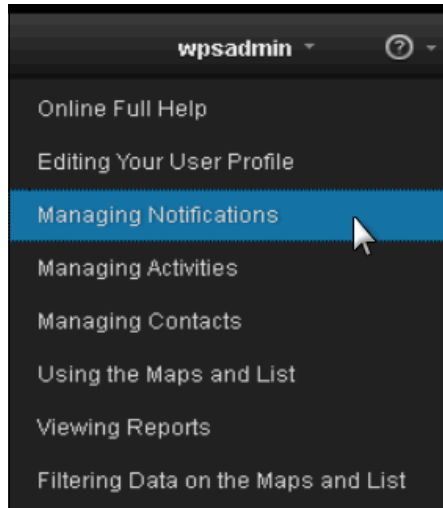 wpsadmin ?
Online Full Help
Editing Your User Profile
Managing Notifications
Managing Activities
Managing Contacts
Using the Maps and List
Viewing Reports
Filtering Data on the Maps and List